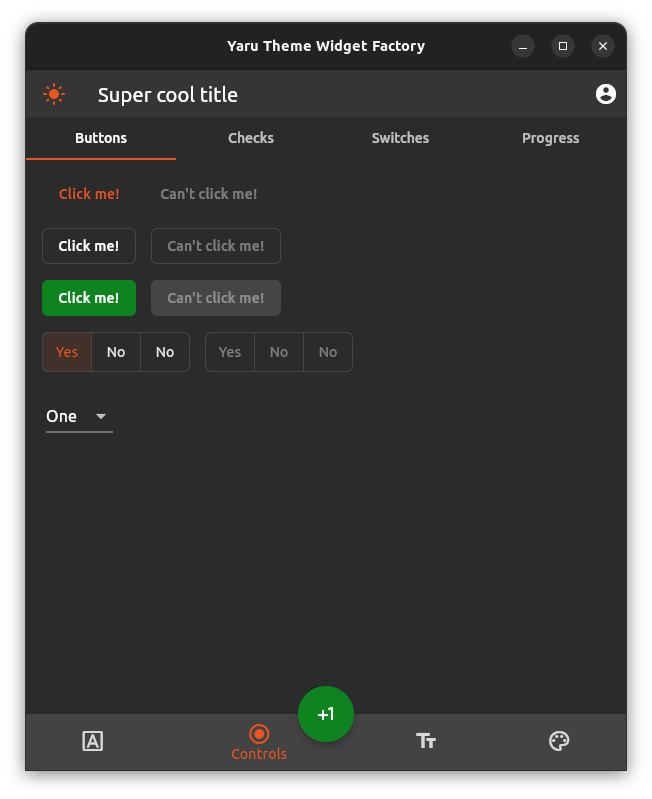 Yaru Theme Widget Factory
Super cool title
Buttons Checks Switches Progress
Click me! Can't click me!
Click me! Can't click me!
Click me! Can't click me!
Yes No No Yes No No
One
+1
A TT
Controls